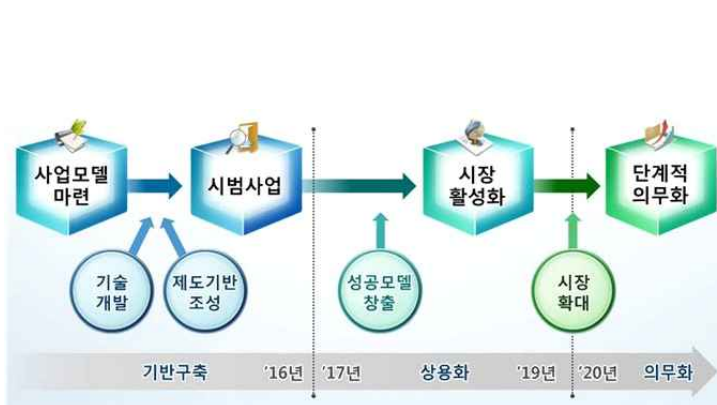 사업모델
마련
시범사업
시장
활성화
단계적
의무화
기술
개발
제도기반
조성
성공모델
창출
시장
확대
기반구축 '16년 '17년 상용화 '19년 '20년 의무화